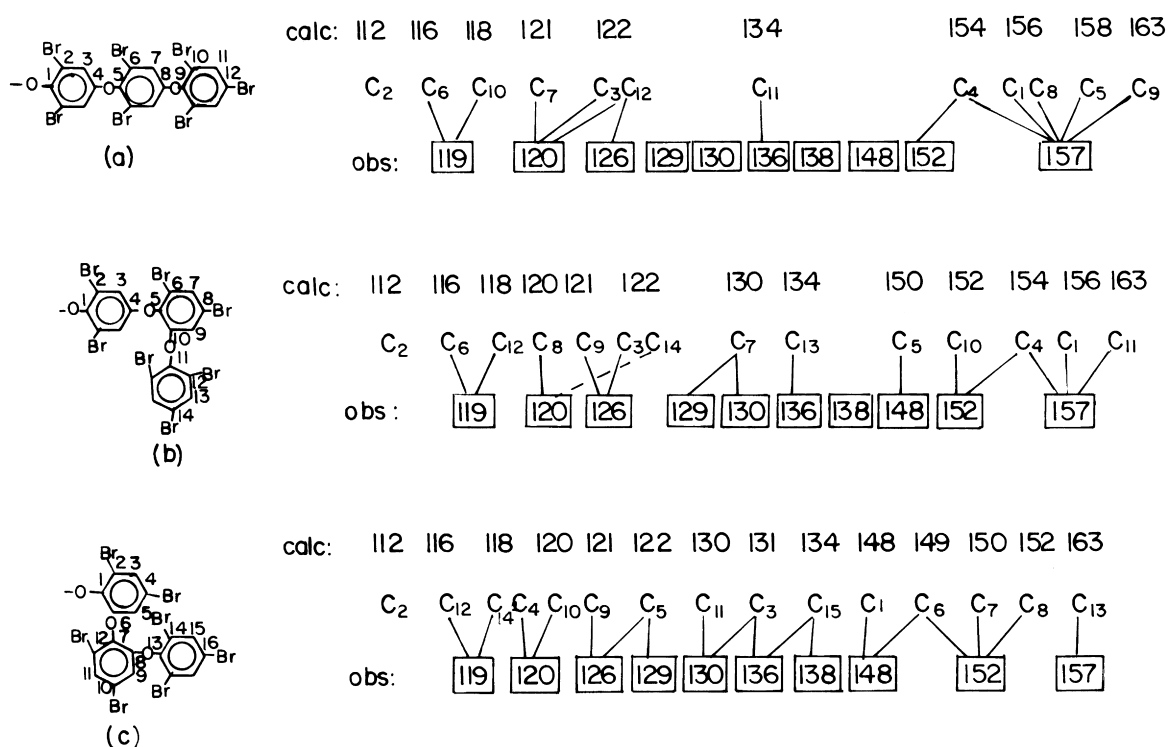 calc: 112 116 118 121 122 134 154 156 158 163
C2 C6 C10 C7 C3 C12 C11 C4 C1 C8 C5 C9
obs: 119 120 126 129 130 136 138 148 152 157
Br Br Br
2 3 6 7 10 11
-O- 1 4 O 5 8 O 9 12 Br
Br Br Br
(a)
calc: 112 116 118 120 121 122 130 134 150 152 154 156 163
C2 C6 C12 C8 C9 C3 C14 C7 C13 C5 C10 C4 C1 C11
obs: 119 120 126 129 130 136 138 148 152 157
Br Br
2 3 6 7
-O 1 4 O 5 8 Br
Br 10 9
O
11
Br Br
12
13
Br 14
(b)
calc: 112 116 118 120 121 122 130 131 134 148 149 150 152 163
C2 C12 C14 C4 C10 C9 C5 C11 C3 C15 C1 C6 C7 C8 C13
obs: 119 120 126 129 130 136 138 148 152 157
Br
2 3
1 4
-O Br
5
O 6 Br
Br 12 7 13 14 15
O 16 Br
8
11 9
10 Br
Br
(c)